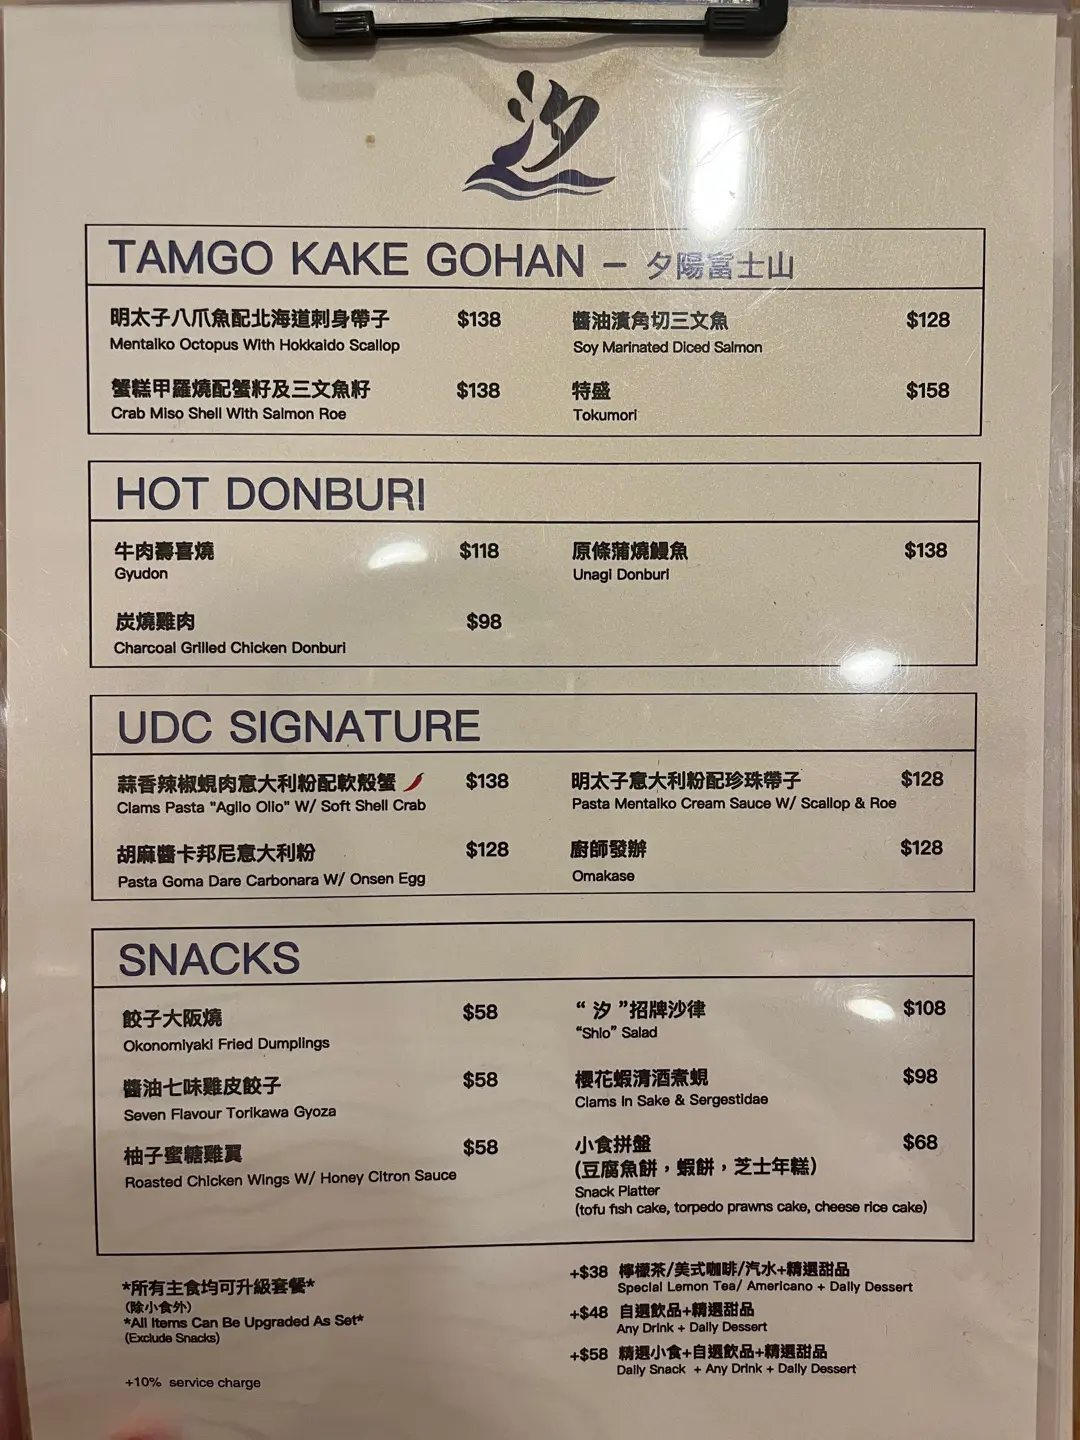 汐
TAMGO KAKE GOHAN – 夕陽富士山
明太子八爪魚配北海道刺身帶子 $138
Mentaiko Octopus With Hokkaido Scallop
醬油漬角切三文魚 $128
Soy Marinated Diced Salmon
蟹糕甲羅燒配蟹籽及三文魚籽 $138
Crab Miso Shell With Salmon Roe
特盛 $158
Tokumori
HOT DONBURI
牛肉壽喜燒 $118
Gyudon
原條蒲燒鰻魚 $138
Unagi Donburi
炭燒雞肉 $98
Charcoal Grilled Chicken Donburi
UDC SIGNATURE
蒜香辣椒蜆肉意大利粉配軟殼蟹 $138
Clams Pasta "Aglio Olio" W/ Soft Shell Crab
明太子意大利粉配珍珠帶子 $128
Pasta Mentaiko Cream Sauce W/ Scallop & Roe
胡麻醬卡邦尼意大利粉 $128
Pasta Goma Dare Carbonara W/ Onsen Egg
廚師發辦 $128
Omakase
SNACKS
餃子大阪燒 $58
Okonomiyaki Fried Dumplings
“ 汐 ”招牌沙律 $108
“Shio” Salad
醬油七味雞皮餃子 $58
Seven Flavour Torikawa Gyoza
櫻花蝦清酒煮蜆 $98
Clams In Sake & Sergestidae
柚子蜜糖雞翼 $58
Roasted Chicken Wings W/ Honey Citron Sauce
小食拼盤 $68
(豆腐魚餅，蝦餅，芝士年糕)
Snack Platter
(tofu fish cake, torpedo prawns cake, cheese rice cake)
*所有主食均可升級套餐*
(除小食外)
*All Items Can Be Upgraded As Set*
(Exclude Snacks)
+10% service charge
+$38 檸檬茶/美式咖啡/汽水+精選甜品
Special Lemon Tea/ Americano + Daily Dessert
+$48 自選飲品+精選甜品
Any Drink + Daily Dessert
+$58 精選小食+自選飲品+精選甜品
Daily Snack + Any Drink + Daily Dessert